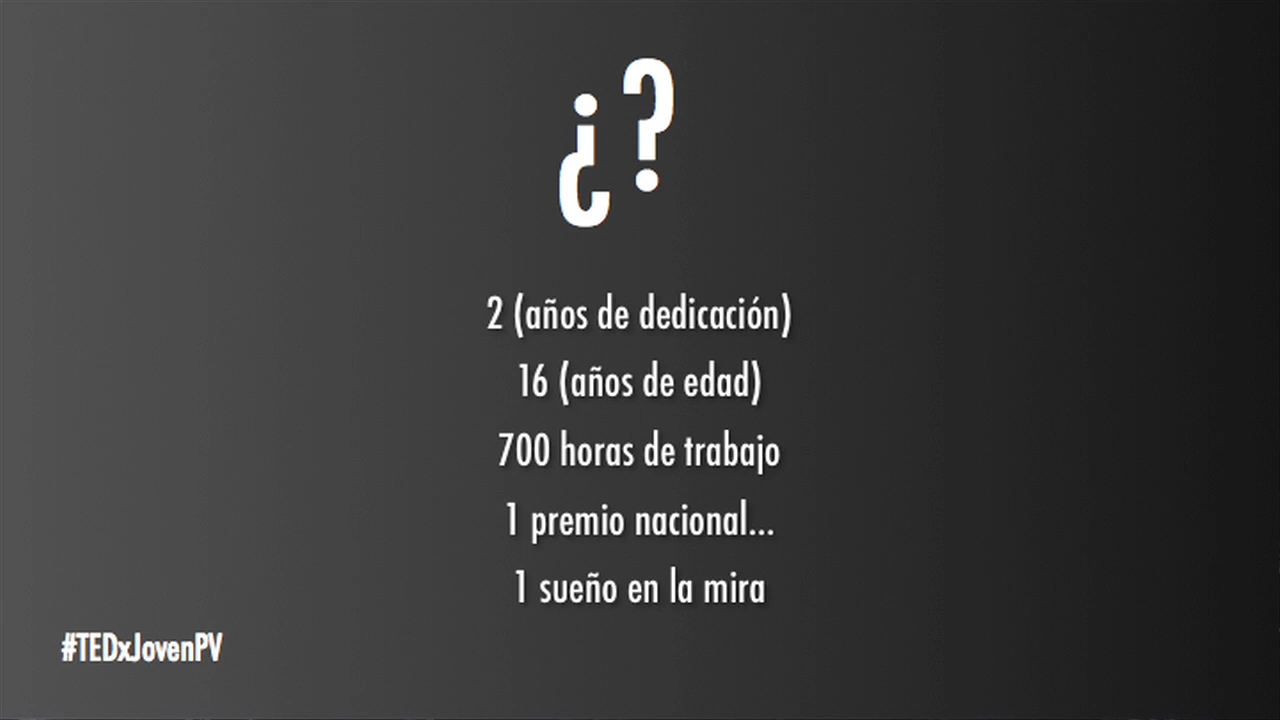 ¿?
2 (años de dedicación)
16 (años de edad)
700 horas de trabajo
1 premio nacional...
1 sueño en la mira
#TEDxJovenPV